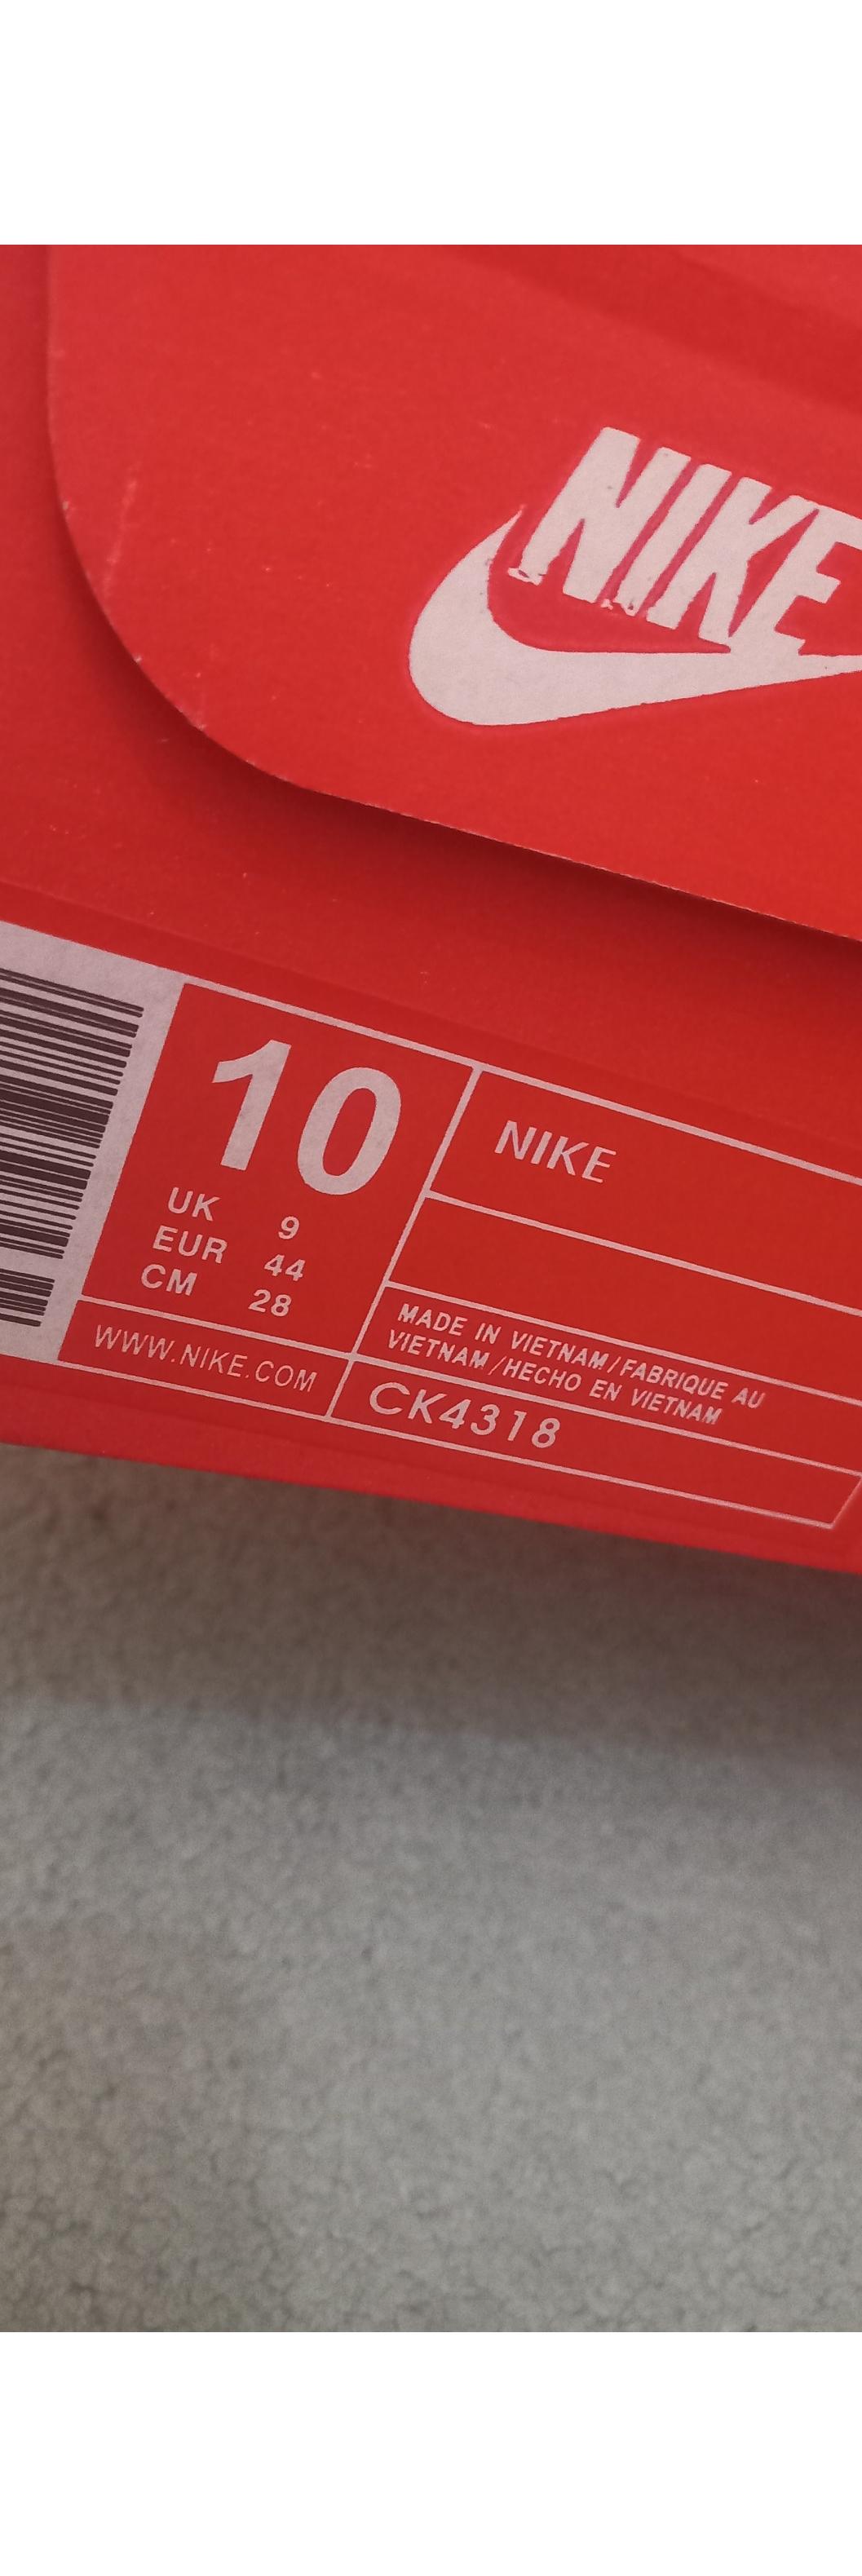 NIKE
10
UK 9
EUR 44
CM 28
WWW.NIKE.COM
NIKE
MADE IN VIETNAM/FABRIQUE AU
VIETNAM/HECHO EN VIETNAM
CK4318